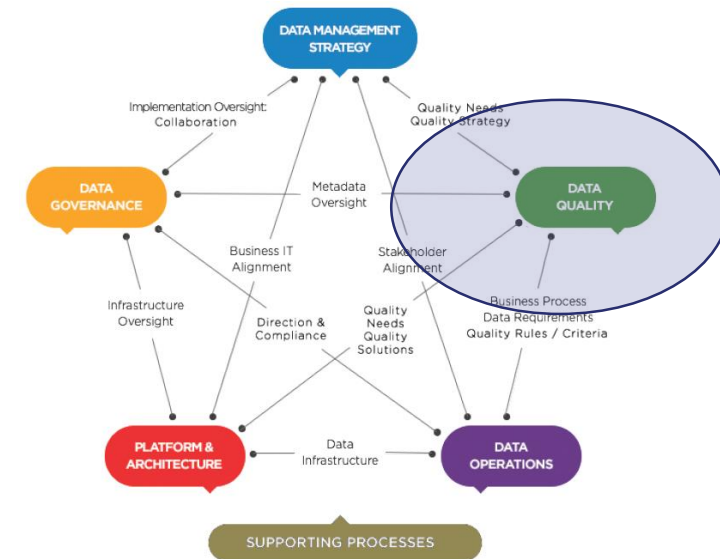 DATA MANAGEMENT
STRATEGY
Implementation Oversight:
Collaboration
Quality Needs
Quality Strategy
DATA
GOVERNANCE
Metadata
Oversight
DATA
QUALITY
Business IT
Alignment
Stakeholder
Alignment
Infrastructure
Oversight
Direction &
Compliance
Quality
Needs
Quality
Solutions
Business Process
Data Requirements
Quality Rules / Criteria
PLATFORM &
ARCHITECTURE
Data
Infrastructure
DATA
OPERATIONS
SUPPORTING PROCESSES